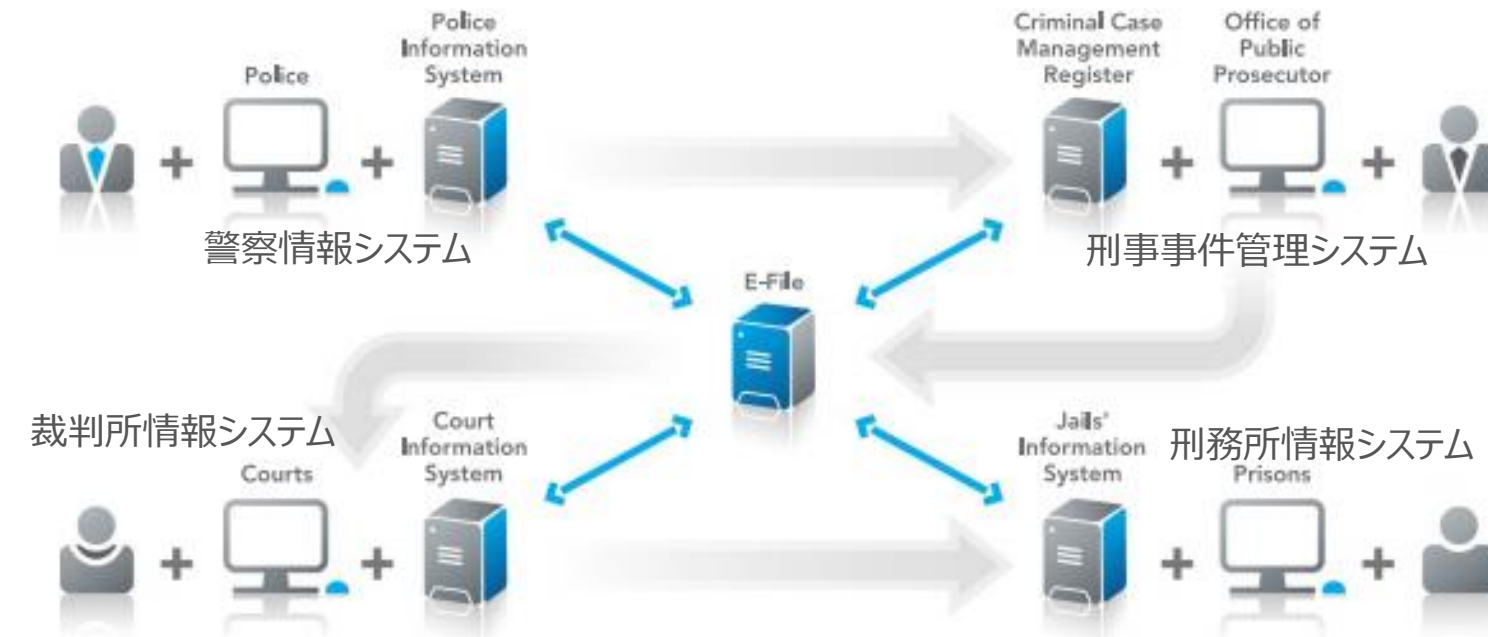 Police
Information
System
Police
警察情報システム
Criminal Case
Management
Register
Office of
Public
Prosecutor
刑事事件管理システム
E-File
裁判所情報システム
Courts
Court
Information
System
Jails'
Information
System
刑務所情報システム
Prisons